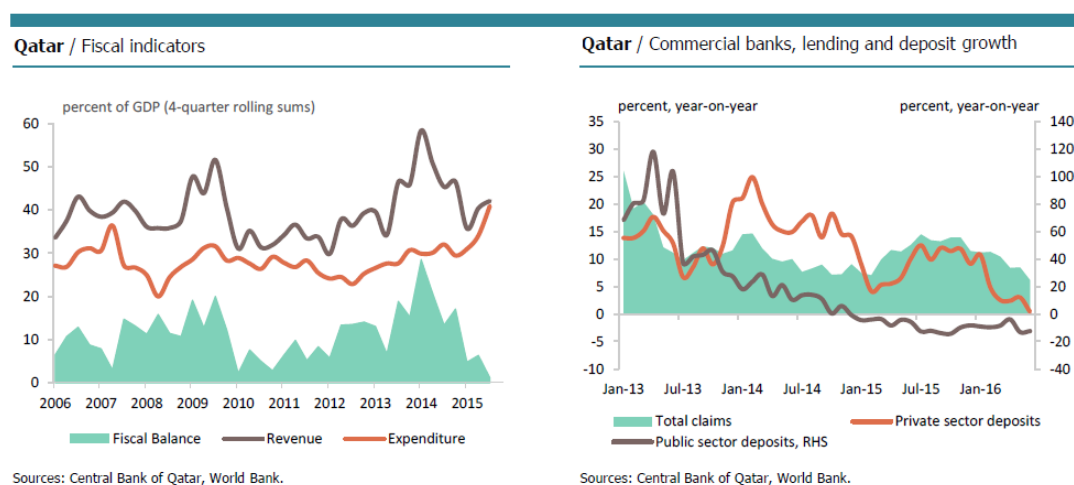 Qatar / Fiscal indicators
percent of GDP (4-quarter rolling sums)
60
50
40
30
20
10
0
2006 2007 2008 2009 2010 2011 2012 2013 2014 2015
Fiscal Balance Revenue Expenditure
Sources: Central Bank of Qatar, World Bank.
Qatar / Commercial banks, lending and deposit growth
percent, year-on-year percent, year-on-year
35 140
30 120
25 100
20 80
15 60
10 40
5 20
0 0
-5 -20
-10 -40
Jan-13 Jul-13 Jan-14 Jul-14 Jan-15 Jul-15 Jan-16
Total claims Private sector deposits
Public sector deposits, RHS
Sources: Central Bank of Qatar, World Bank.